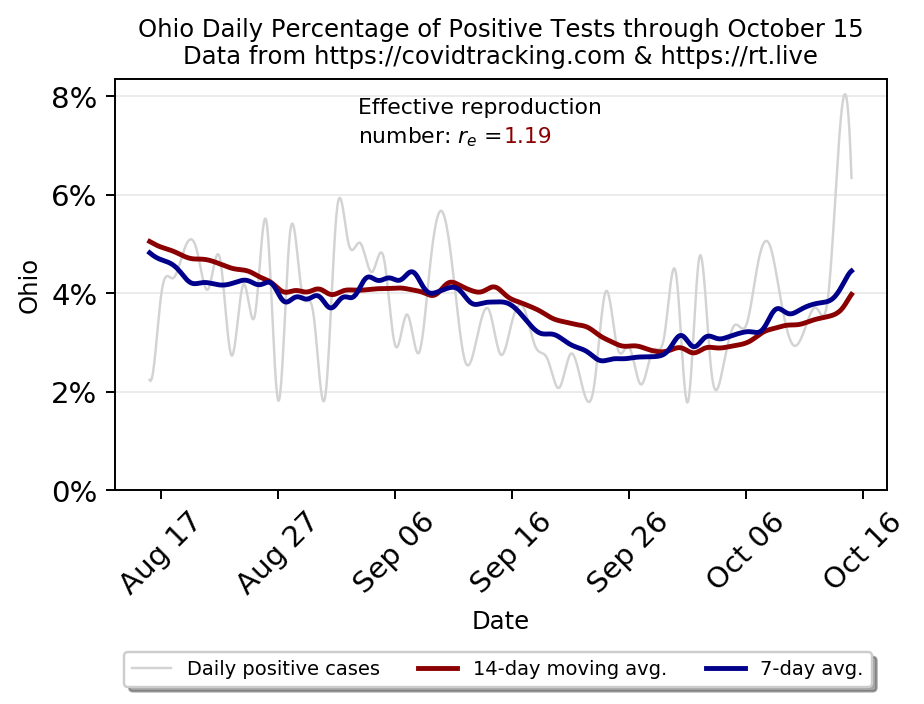 Ohio Daily Percentage of Positive Tests through October 15
Data from https://covidtracking.com & https://rt.live
8%
Effective reproduction
number: rₑ =1.19
6%
Ohio
4%
2%
0%
Aug 17
Aug 27
Sep 06
Sep 16
Sep 26
Oct 06
Oct 16
Date
Daily positive cases
14-day moving avg.
7-day avg.